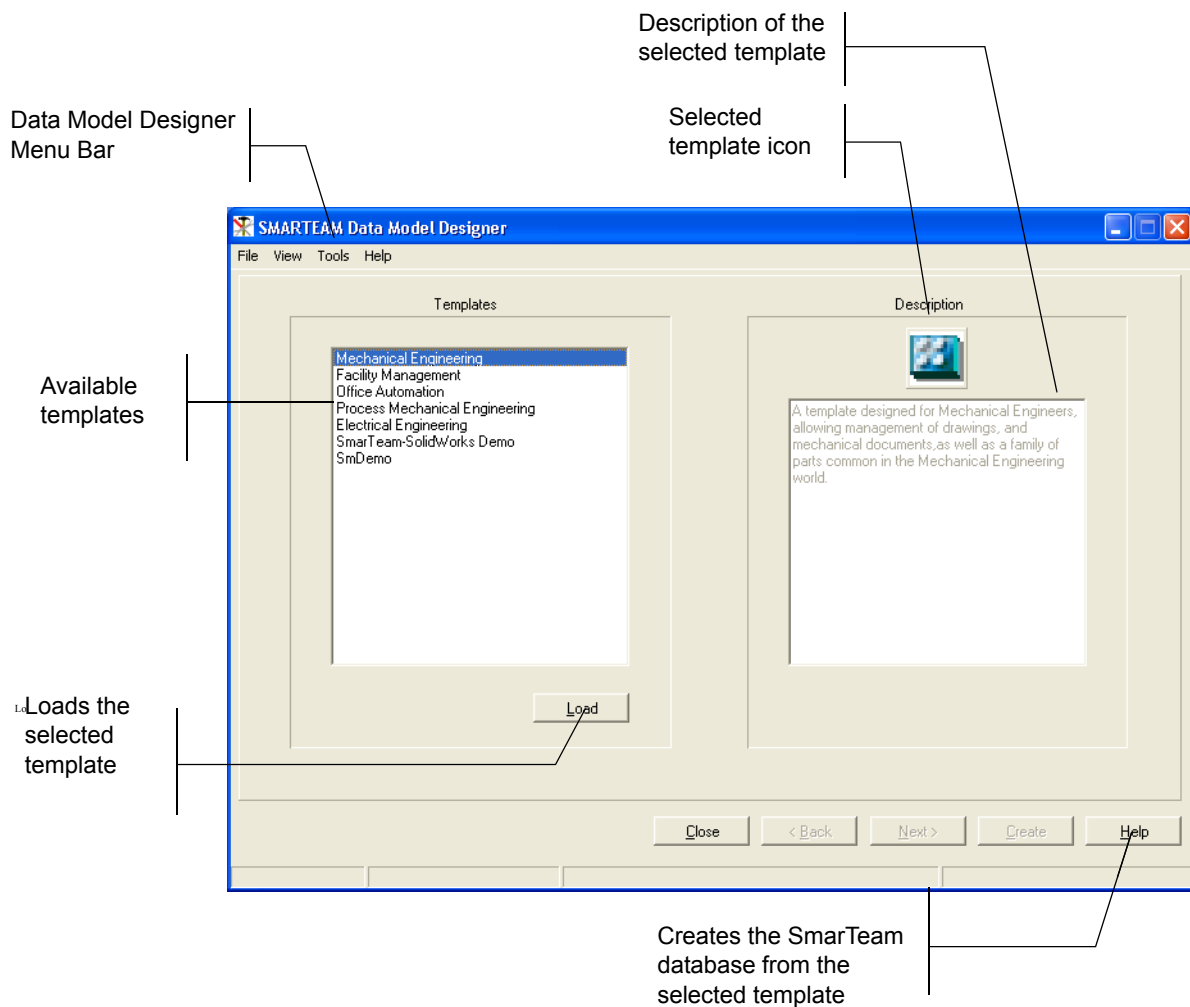 Description of the
selected template
Selected
template icon
Data Model Designer
Menu Bar
SMARTEAM Data Model Designer
File View Tools Help
Templates
Description
Mechanical Engineering
Facility Management
Office Automation
Process Mechanical Engineering
Electrical Engineering
SmarTeam-SolidWorks Demo
SmDemo
A template designed for Mechanical Engineers,
allowing management of drawings, and
mechanical documents,as well as a family of
parts common in the Mechanical Engineering
world.
Available
templates
Lo
Loads the
selected
template
Load
Close
< Back
Next >
Create
Help
Creates the SmarTeam
database from the
selected template